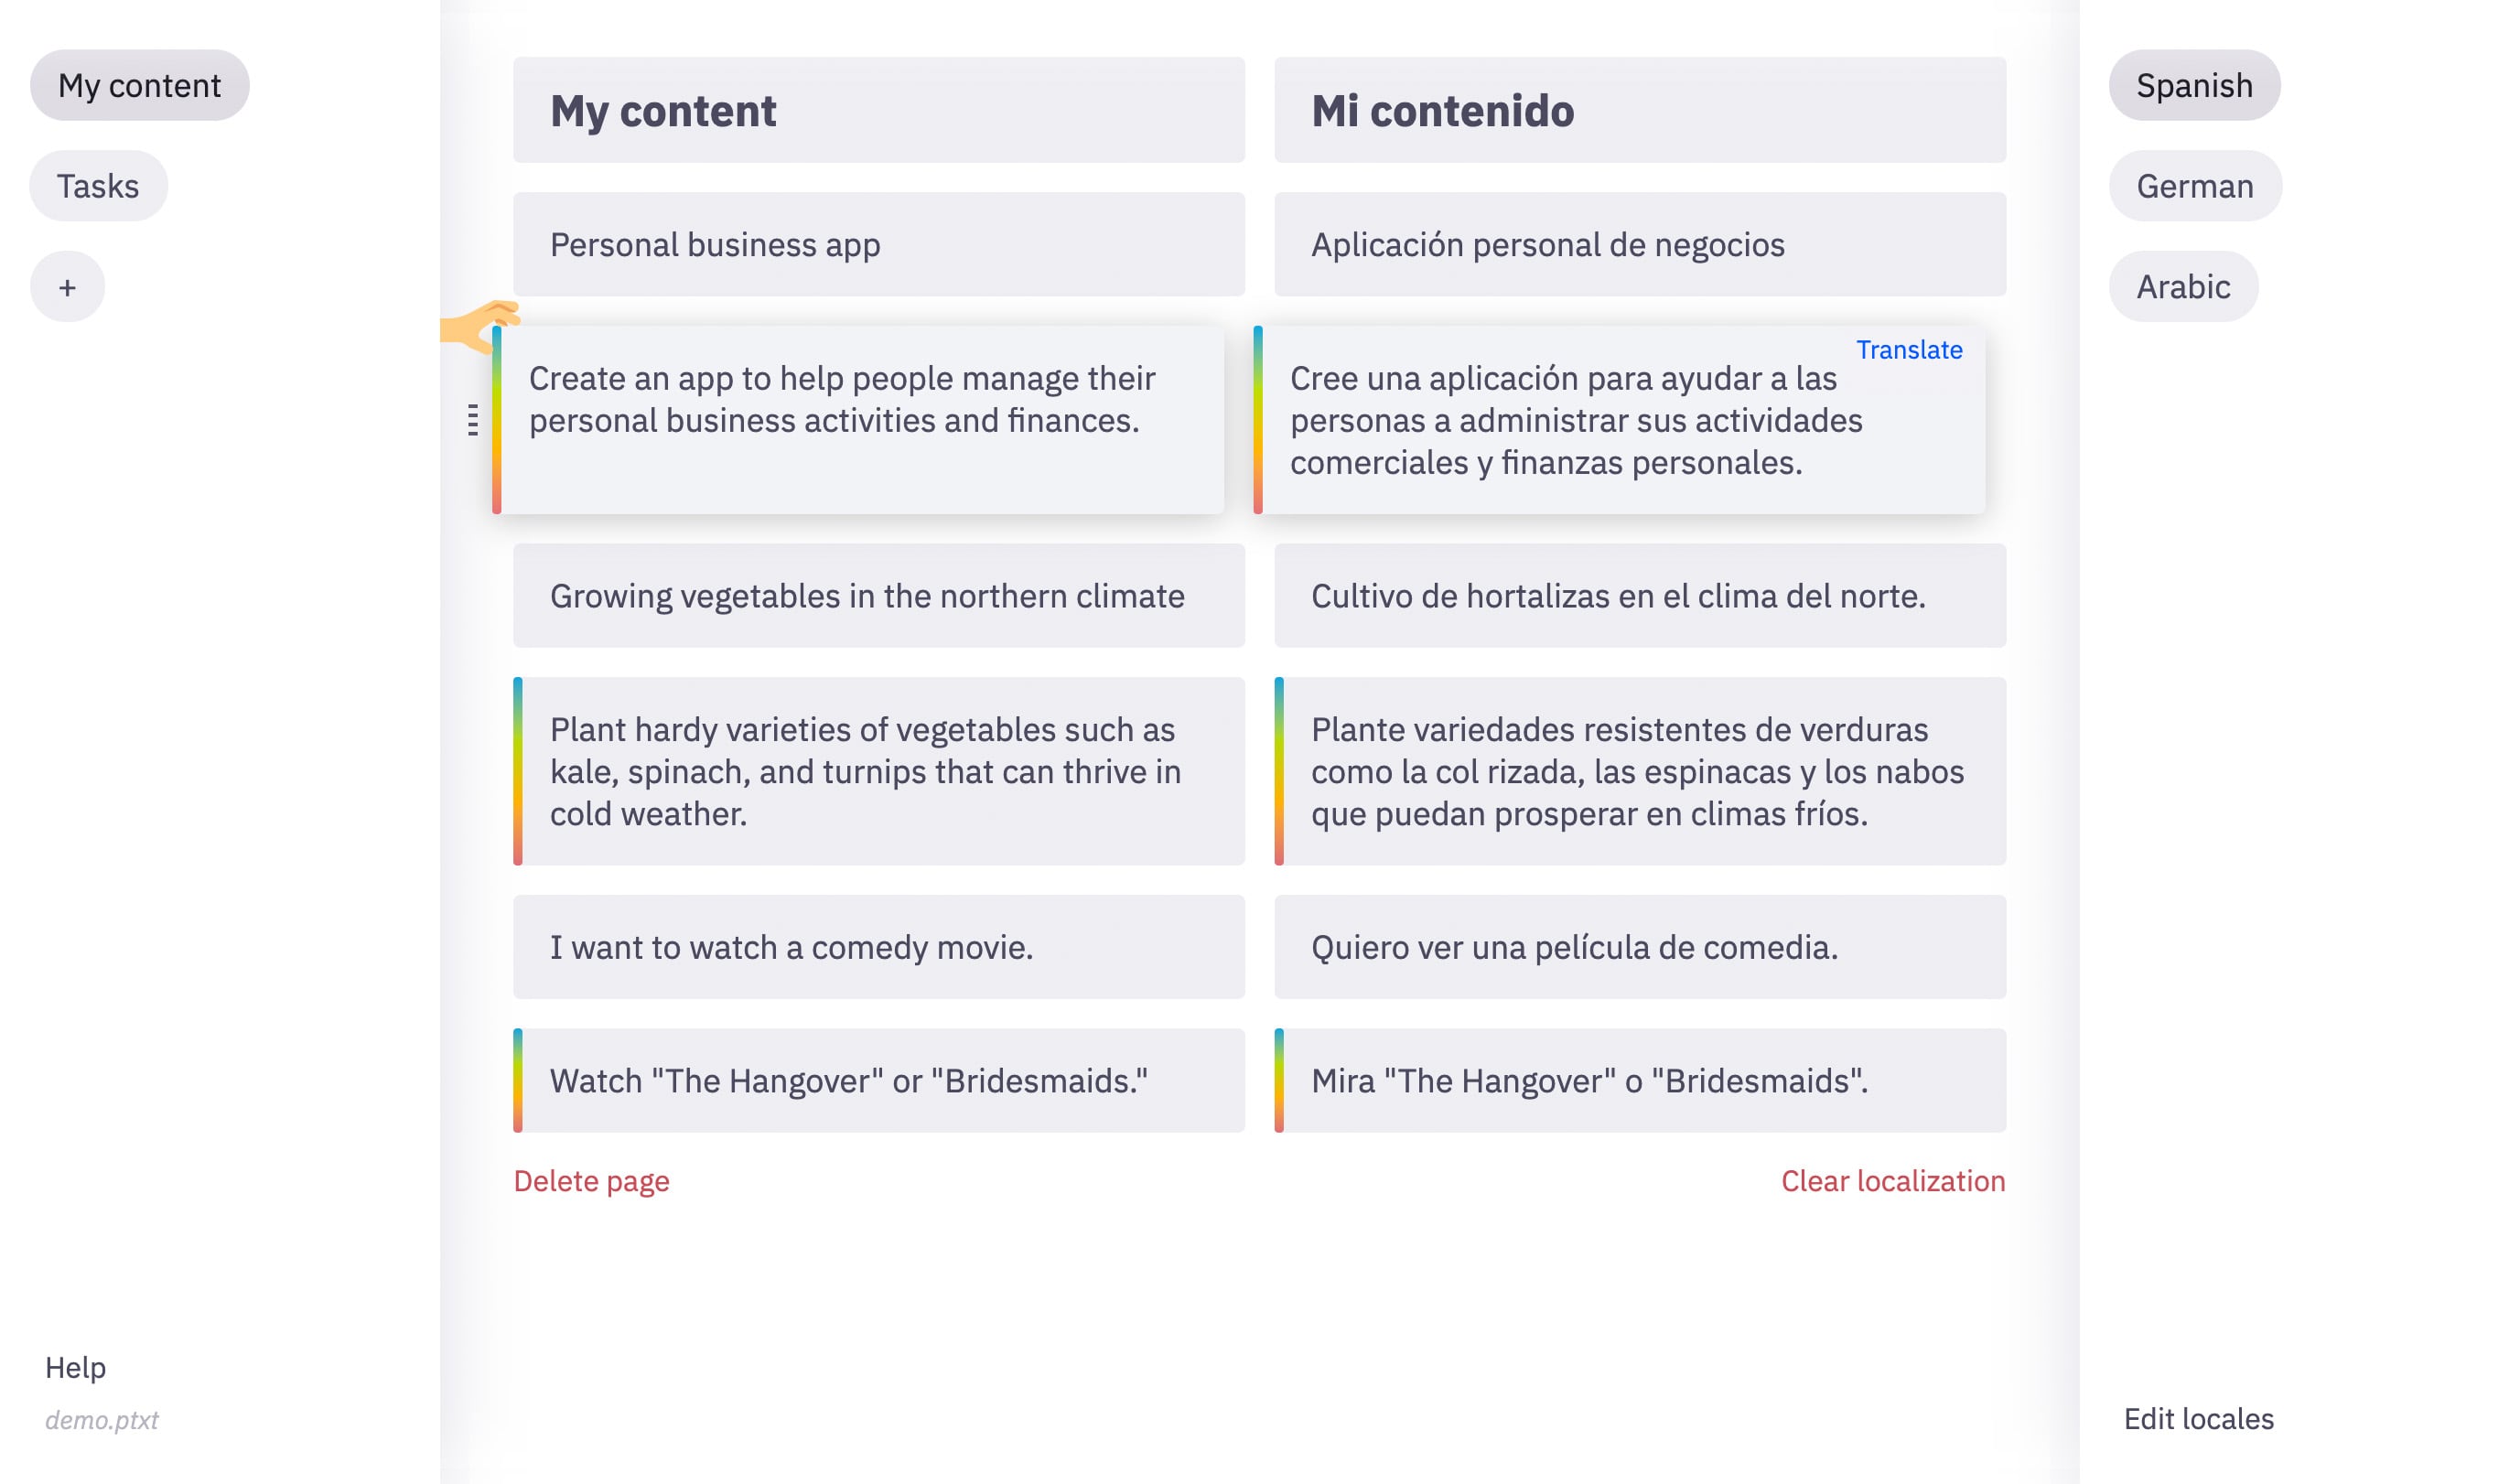 My content
Tasks
+
My content
Mi contenido
Personal business app
Aplicación personal de negocios
Create an app to help people manage their
personal business activities and finances.
Translate
Cree una aplicación para ayudar a las
personas a administrar sus actividades
comerciales y finanzas personales.
Growing vegetables in the northern climate
Cultivo de hortalizas en el clima del norte.
Plant hardy varieties of vegetables such as
kale, spinach, and turnips that can thrive in
cold weather.
Plante variedades resistentes de verduras
como la col rizada, las espinacas y los nabos
que puedan prosperar en climas fríos.
I want to watch a comedy movie.
Quiero ver una película de comedia.
Watch "The Hangover" or "Bridesmaids."
Mira "The Hangover" o "Bridesmaids".
Delete page
Clear localization
Help
demo.ptxt
Spanish
German
Arabic
Edit locales